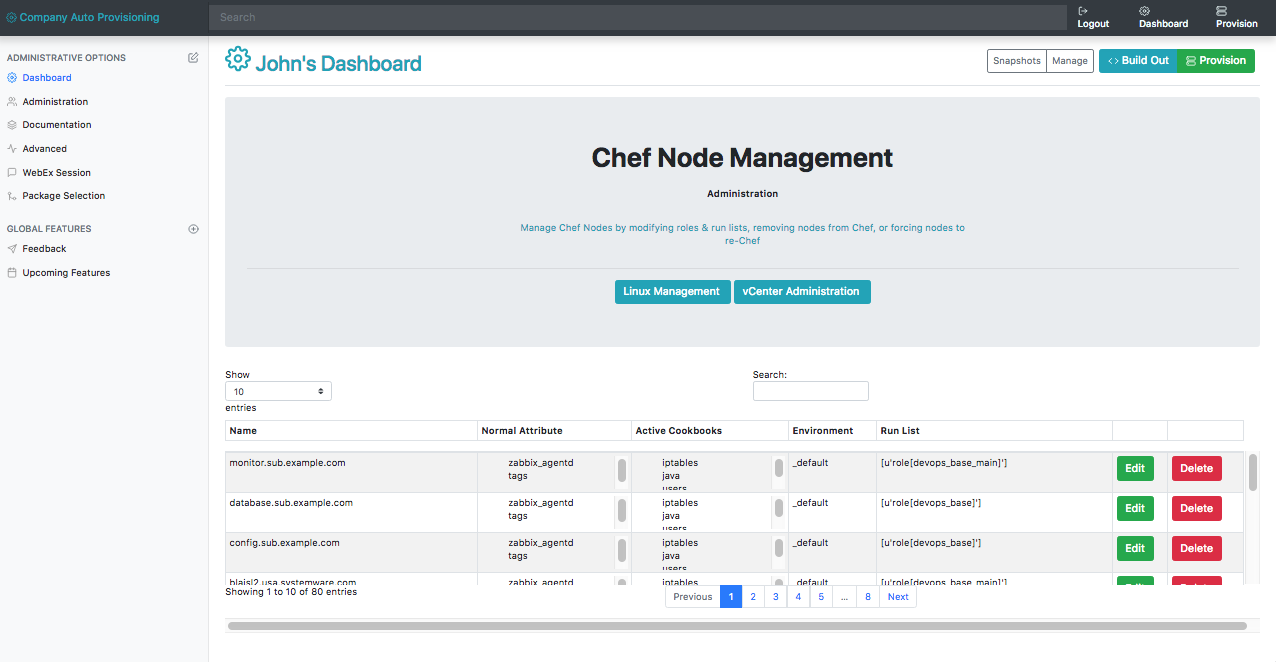 Company Auto Provisioning
Search
Logout
Dashboard
Provision
ADMINISTRATIVE OPTIONS
Dashboard
Administration
Documentation
Advanced
WebEx Session
Package Selection
GLOBAL FEATURES
Feedback
Upcoming Features
John's Dashboard
Snapshots
Manage
Build Out
Provision
Chef Node Management
Administration
Manage Chef Nodes by modifying roles & run lists, removing nodes from Chef, or forcing nodes to
re-Chef
Linux Management
vCenter Administration
Show
10
entries
Search:
Name Normal Attribute Active Cookbooks Environment Run List
monitor.sub.example.com zabbix_agentd iptables _default [u'role[devops_base_main]'] Edit Delete
tags java
users
database.sub.example.com zabbix_agentd iptables _default [u'role[devops_base]'] Edit Delete
tags java
users
config.sub.example.com zabbix_agentd iptables _default [u'role[devops_base]'] Edit Delete
tags java
users
blaisl2.usa.systemware.com zabbix_agentd iptables _default [u'role[devops_base_main]'] Edit Delete
Showing 1 to 10 of 80 entries
Previous 1 2 3 4 5 ... 8 Next